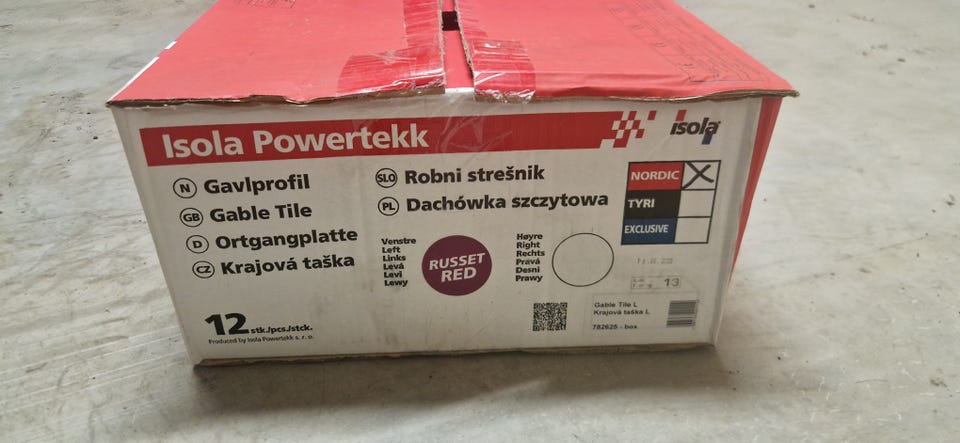 Isola Powertekk
isola
N Gavlprofil
GB Gable Tile
D Ortgangplatte
CZ Krajová taška
SLO Robni strešnik
PL Dachówka szczytowa
NORDIC X
TYRI
EXCLUSIVE
Venstre
Left
Links
Levá
Levi
Lewy
RUSSET
RED
Høyre
Right
Rechts
Pravá
Desni
Prawy
13
12 stk./pcs./stck.
Produced by Isola Powertekk s. r. o.
Gable Tile L
Krajová taška L
782625 - box